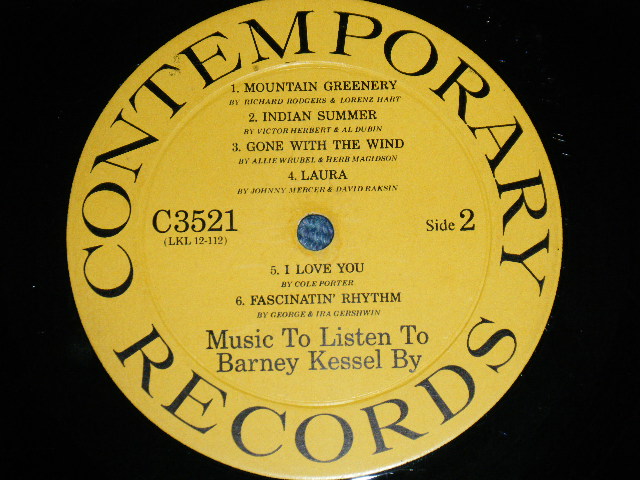 CONTEMPORARY
1. MOUNTAIN GREENERY
BY RICHARD RODGERS & LORENZ HART
2. INDIAN SUMMER
BY VICTOR HERBERT & AL DUBIN
3. GONE WITH THE WIND
BY ALLIE WRUBEL & HERB MAGIDSON
4. LAURA
BY JOHNNY MERCER & DAVID RAKSIN
C3521
(LKL 12-112)
Side 2
5. I LOVE YOU
BY COLE PORTER
6. FASCINATIN' RHYTHM
BY GEORGE & IRA GERSHWIN
Music To Listen To
Barney Kessel By
RECORDS